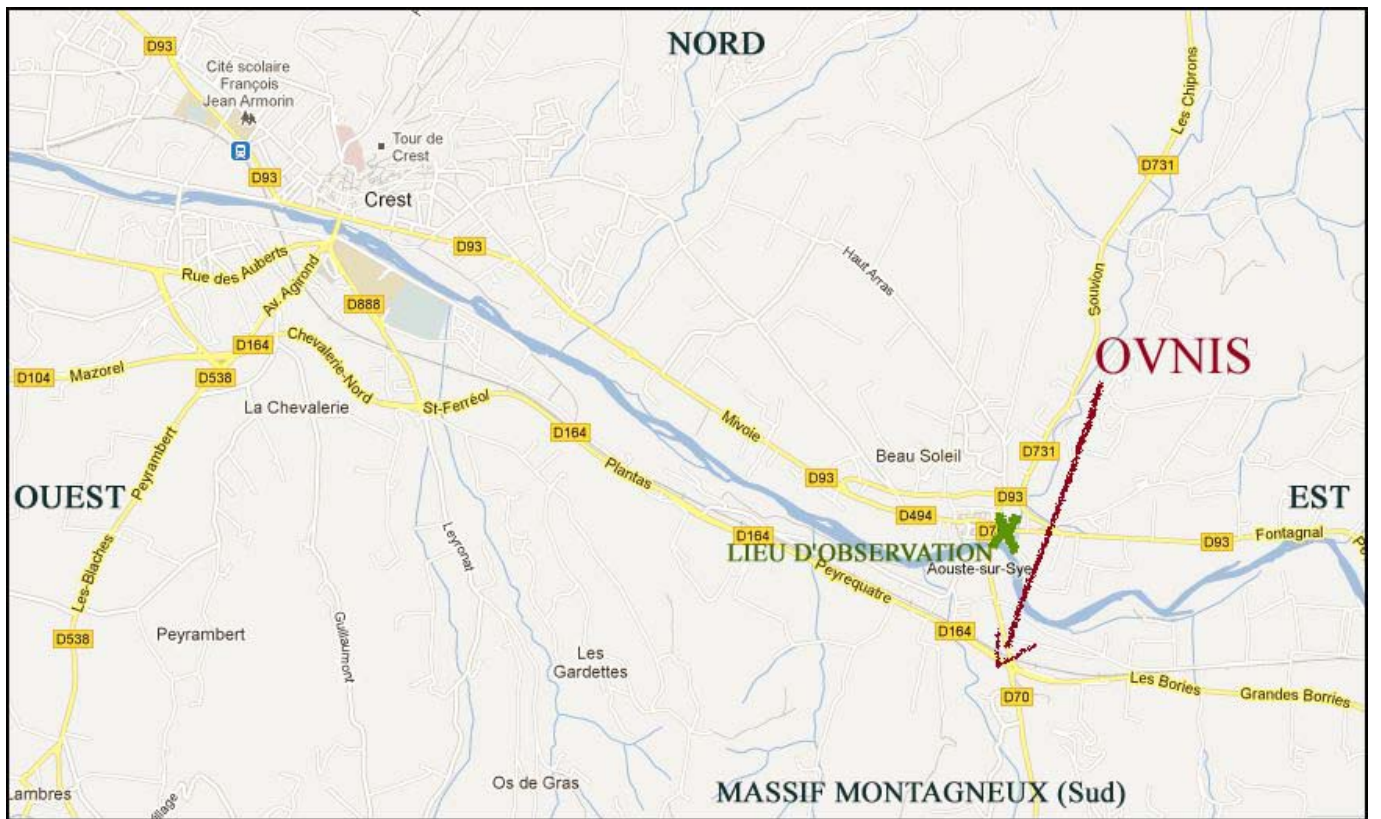 NORD
D93
Cité scolaire
François
Jean Armorin
Tour de
Crest
D93
Crest
Les Chiprons
D731
D93
Rue des Auberts
Av. Agirond
Haut Arras
Souvion
D888
OVNIS
D164
Chevalerie-Nord
D104
Mazorel
D538
La Chevalerie
St-Ferréol
D164
Mivoie
Peyrambert
Plantas
Beau Soleil
D731
D93
D93
OUEST
EST
D494
D93
Fontagnal
Leyronat
D164
LIEU D'OBSERVATION
Aouste-sur-Sye
Peyrequatre
Les-Blaches
D538
Peyrambert
Guillaumont
D164
Les
Gardettes
Les Bories
Grandes Borries
D70
Os de Gras
MASSIF MONTAGNEUX (Sud)
ambres